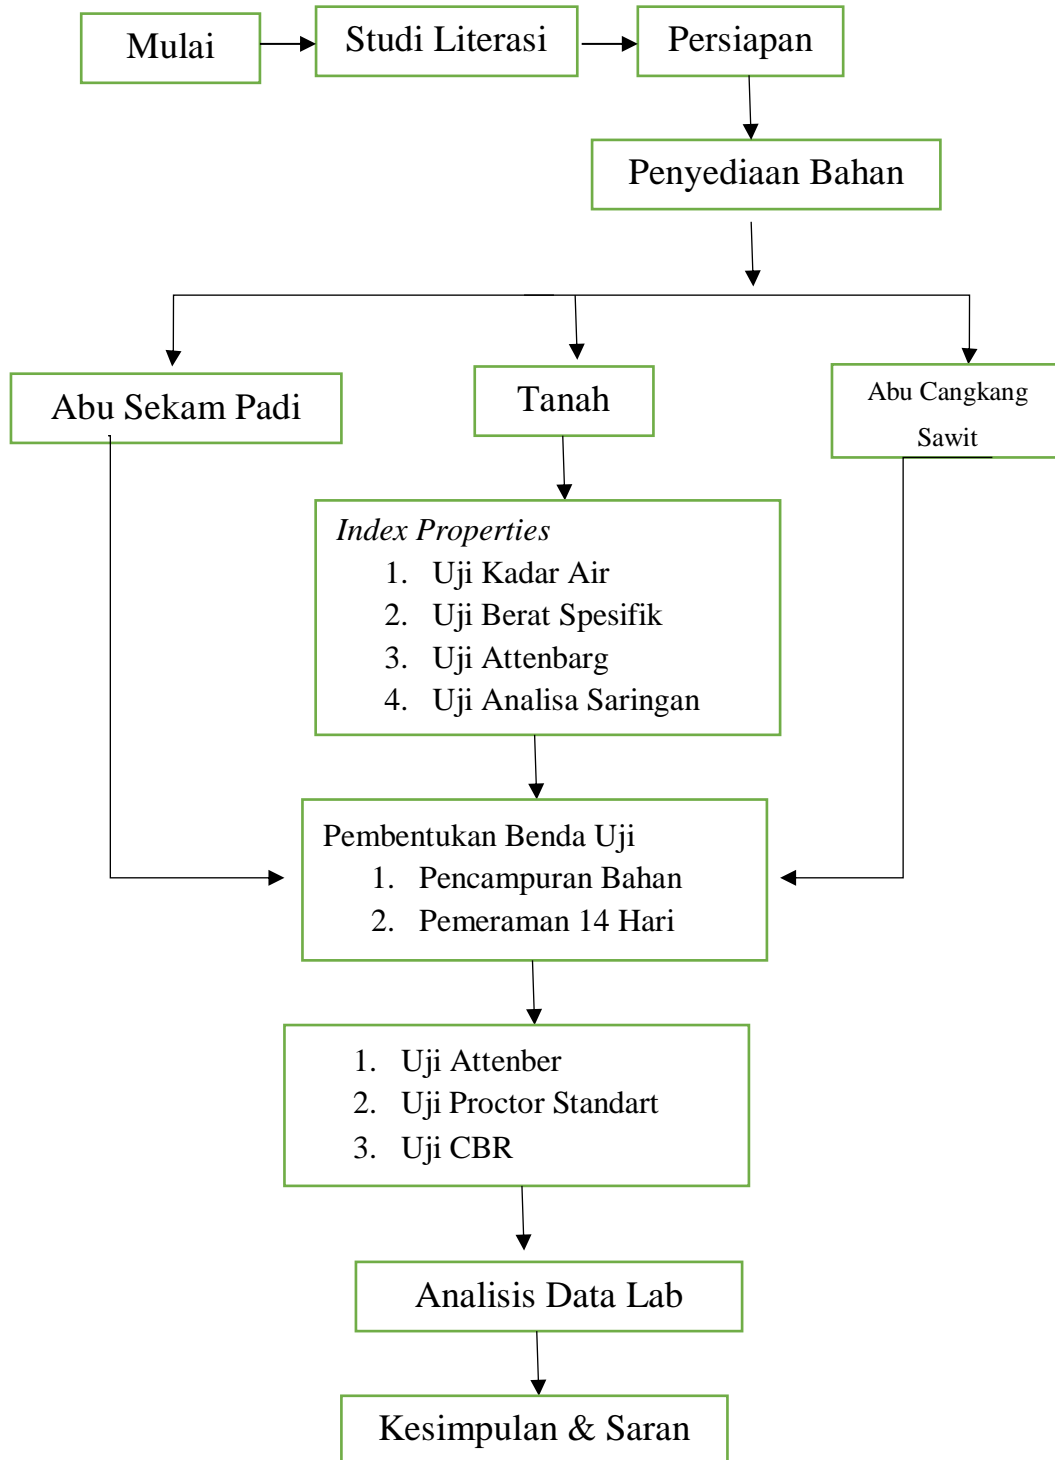 Mulai
Studi Literasi
Persiapan
Penyediaan Bahan
Abu Sekam Padi
Tanah
Abu Cangkang
Sawit
Index Properties
1. Uji Kadar Air
2. Uji Berat Spesifik
3. Uji Attenbarg
4. Uji Analisa Saringan
Pembentukan Benda Uji
1. Pencampuran Bahan
2. Pemeraman 14 Hari
1. Uji Attenber
2. Uji Proctor Standart
3. Uji CBR
Analisis Data Lab
Kesimpulan & Saran